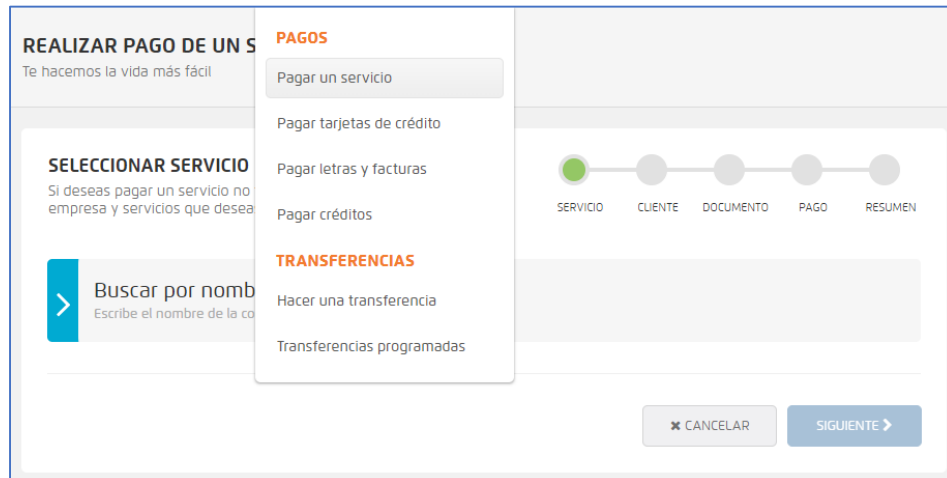 REALIZAR PAGO DE UN S
Te hacemos la vida más fácil
PAGOS
Pagar un servicio
Pagar tarjetas de crédito
Pagar letras y facturas
Pagar créditos
TRANSFERENCIAS
Hacer una transferencia
Transferencias programadas
SELECCIONAR SERVICIO
Si deseas pagar un servicio no
empresa y servicios que desea
SERVICIO CLIENTE DOCUMENTO PAGO RESUMEN
Buscar por nomb
Escribe el nombre de la co
✖ CANCELAR
SIGUIENTE >